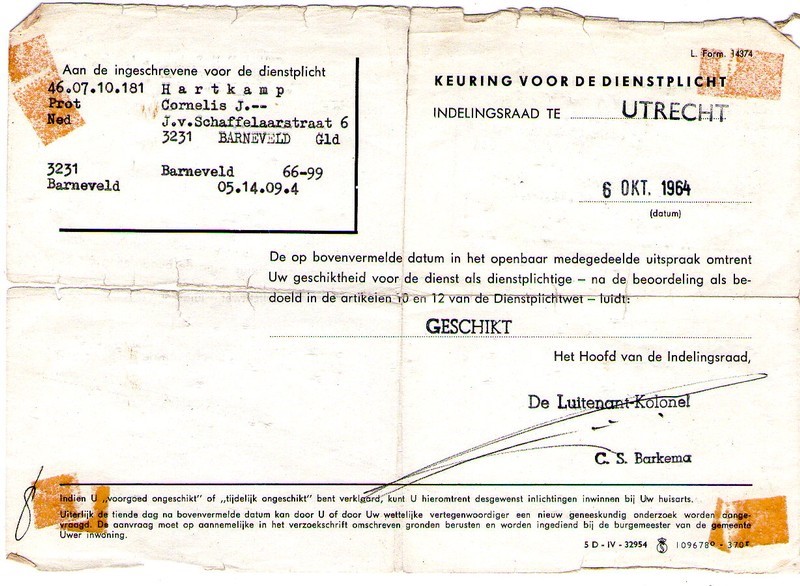 L. Form. 14374
Aan de ingeschrevene voor de dienstplicht
46.07.10.181 Hartkamp
Prot Cornelis J.--
Ned J.v.Schaffelaarstraat 6
3231 BARNEVELD Gld
3231 Barneveld 66-99
Barneveld 05.14.09.4
KEURING VOOR DE DIENSTPLICHT
INDELINGSRAAD TE UTRECHT
6 OKT. 1964
(datum)
De op bovenvermelde datum in het openbaar medegedeelde uitspraak omtrent
Uw geschiktheid voor de dienst als dienstplichtige – na de beoordeling als be-
doeld in de artikelen 10 en 12 van de Dienstplichtwet – luidt:
GESCHIKT
Het Hoofd van de Indelingsraad,
De Luitenant-Kolonel
C. S. Barkema
Indien U „voorgoed ongeschikt” of „tijdelijk ongeschikt” bent verklaard, kunt U hieromtrent desgewenst inlichtingen inwinnen bij Uw huisarts.
Uiterlijk de tiende dag na bovenvermelde datum kan door U of door Uw wettelijke vertegenwoordiger een nieuw geneeskundig onderzoek worden aange-
vraagd. De aanvraag moet op aannemelijke in het verzoekschrift omschreven gronden berusten en worden ingediend bij de burgemeester van de gemeente
Uwer inwoning.
5 D - IV - 32954 109678⁰ - 370ᴱ